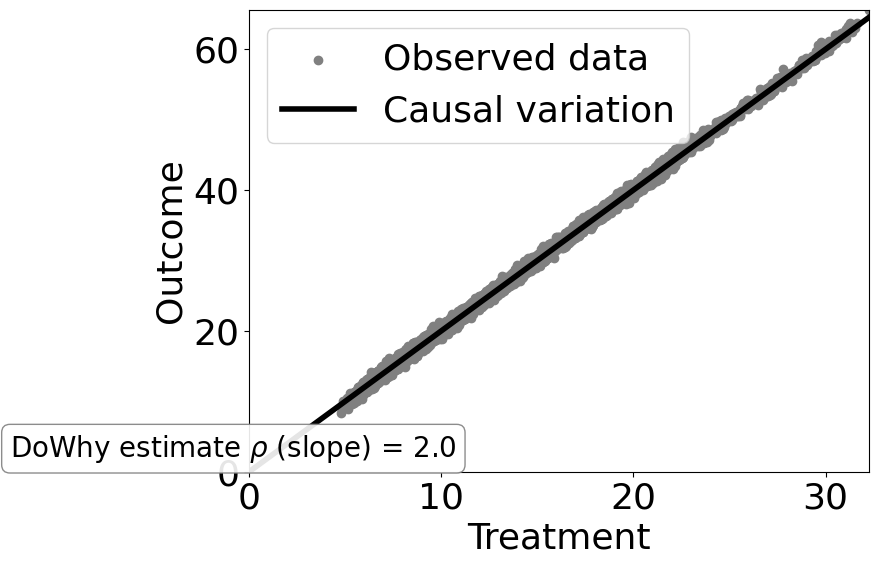 Observed data
Causal variation
60
40
20
0
Outcome
DoWhy estimate ρ (slope) = 2.0
0 10 20 30
Treatment